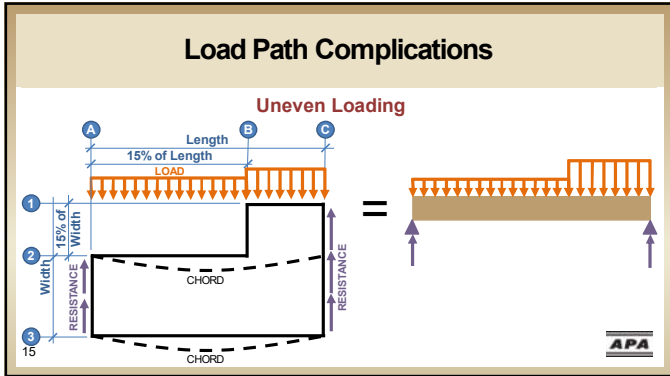 Load Path Complications
Uneven Loading
A
B
C
Length
15% of Length
LOAD
1
15% of
Width
2
Width
RESISTANCE
CHORD
RESISTANCE
=
3
CHORD
15
APA